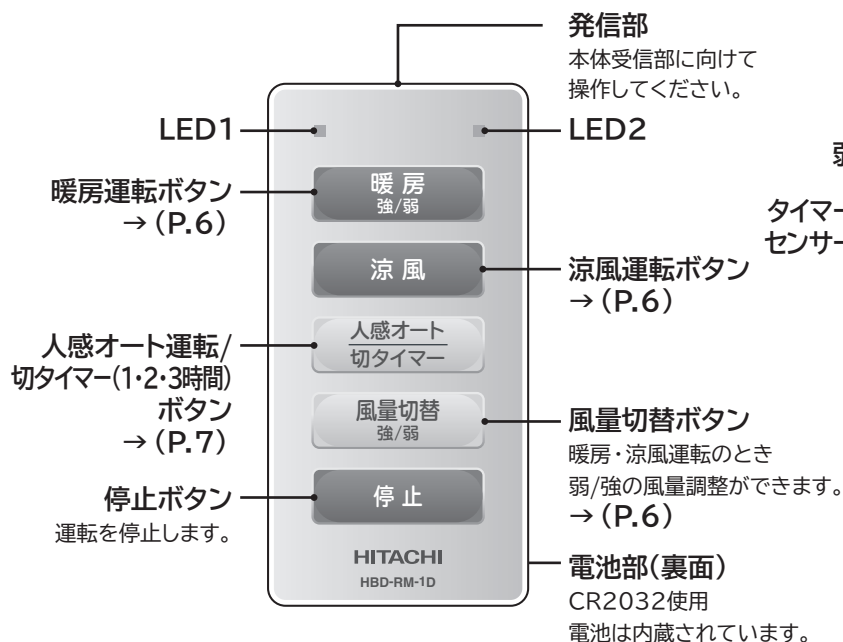 発信部
本体受信部に向けて
操作してください。
LED1
LED2
暖房運転ボタン
→(P.6)
暖房
強/弱
涼風
涼風運転ボタン
→(P.6)
人感オート運転/
切タイマー(1・2・3時間)
ボタン
→(P.7)
人感オート
切タイマー
風量切替
強/弱
風量切替ボタン
暖房・涼風運転のとき
弱/強の風量調整ができます。
→(P.6)
停止ボタン
運転を停止します。
停止
HITACHI
HBD-RM-1D
電池部(裏面)
CR2032使用
電池は内蔵されています。
タイマー
センサー